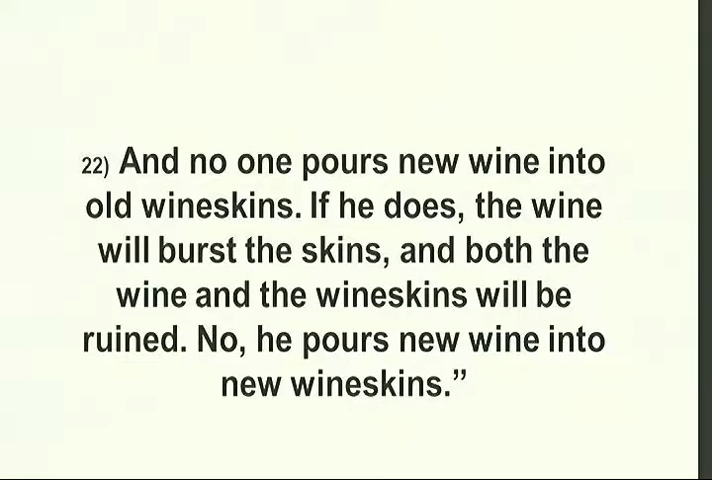 22) And no one pours new wine into
old wineskins. If he does, the wine
will burst the skins, and both the
wine and the wineskins will be
ruined. No, he pours new wine into
new wineskins.”